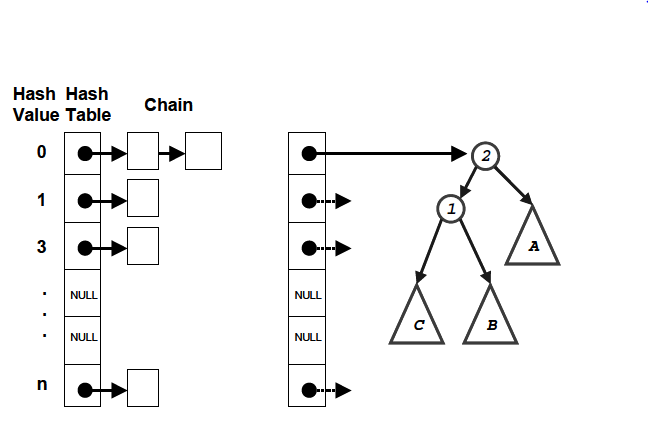 Hash Hash
Value Table
Chain
0
2
1
1
3
A
.
NULL
NULL
.
C
B
.
NULL
NULL
n